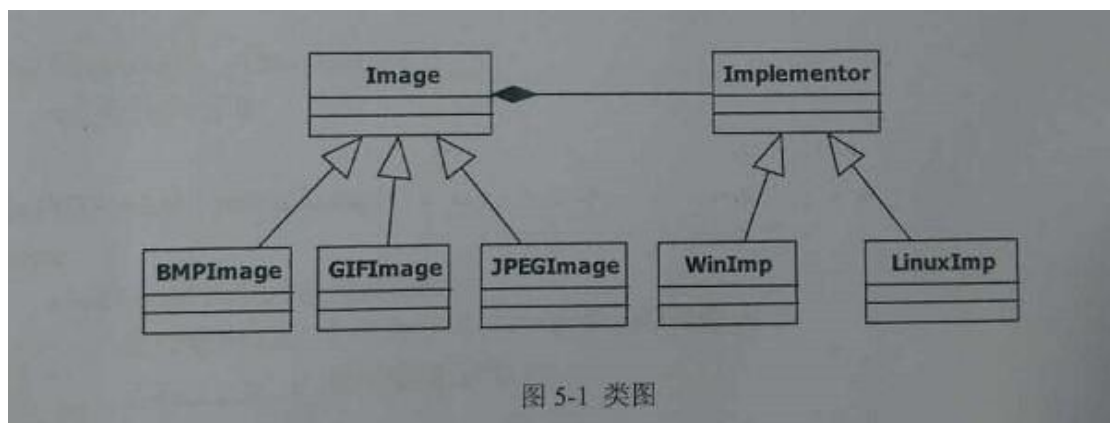 Image
Implementor
BMPImage
GIFImage
JPEGImage
WinImp
LinuxImp
图 5-1 类图